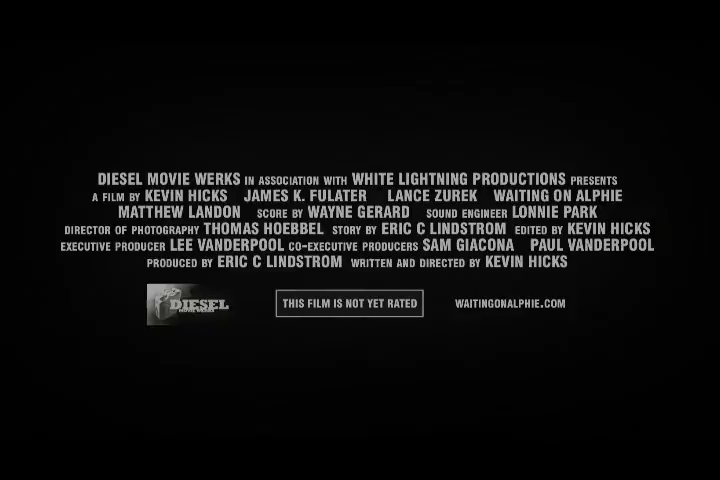 DIESEL MOVIE WERKS IN ASSOCIATION WITH WHITE LIGHTNING PRODUCTIONS PRESENTS
A FILM BY KEVIN HICKS JAMES K. FULATER LANCE ZUREK WAITING ON ALPHIE
MATTHEW LANDON SCORE BY WAYNE GERARD SOUND ENGINEER LONNIE PARK
DIRECTOR OF PHOTOGRAPHY THOMAS HOEBBEL STORY BY ERIC C LINDSTROM EDITED BY KEVIN HICKS
EXECUTIVE PRODUCER LEE VANDERPOOL CO-EXECUTIVE PRODUCERS SAM GIACONA PAUL VANDERPOOL
PRODUCED BY ERIC C LINDSTROM WRITTEN AND DIRECTED BY KEVIN HICKS
DIESEL
MOVIE WERKS
THIS FILM IS NOT YET RATED
WAITINGONALPHIE.COM